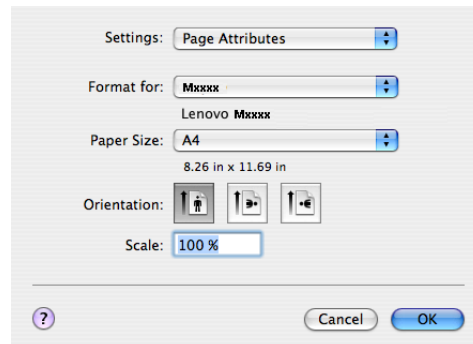 Settings: Page Attributes
Format for: Mxxxx
Lenovo Mxxxx
Paper Size: A4
8.26 in x 11.69 in
Orientation:
Scale: 100 %
? Cancel OK